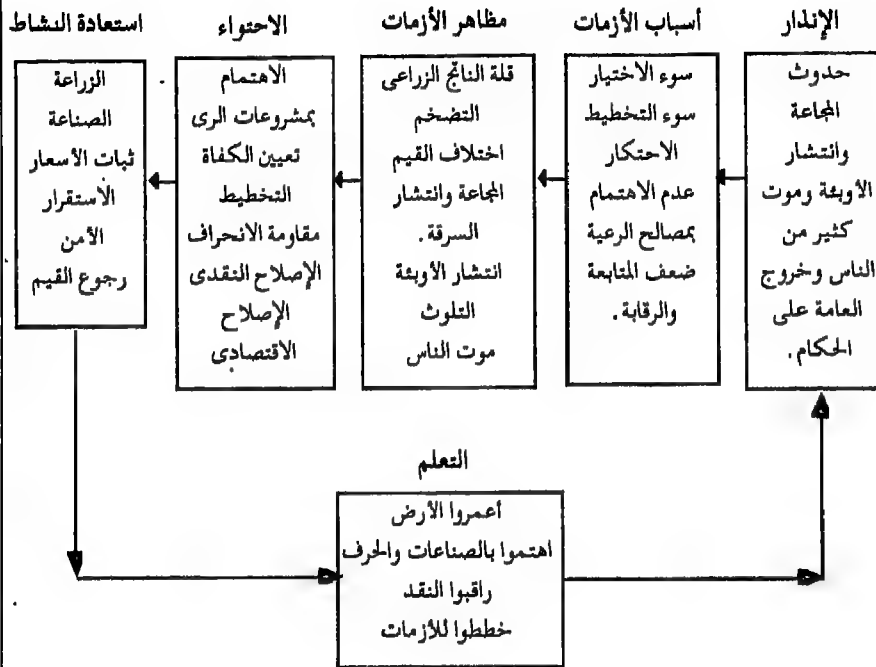 الإنذار
حدوث
المجاعة
وانتشار
الأوبئة وموت
كثير من
الناس وخروج
العامة على
الحكام.
أسباب الأزمات
سوء الاختيار
سوء التخطيط
الاحتكار
عدم الاهتمام
بمصالح الرعية
ضعف المتابعة
والرقابة.
مظاهر الأزمات
قلة الناتج الزراعى
التضخم
اختلاف القيم
المجاعة وانتشار
السرقة.
انتشار الأوبئة
التلوث
موت الناس
الاحتواء
الاهتمام
بمشروعات الرى
تعيين الكفاة
التخطيط
مقاومة الانحراف
الإصلاح النقدى
الإصلاح
الاقتصادى
استعادة النشاط
الزراعة
الصناعة
ثبات الأسعار
الأستقرار
الأمن
رجوع القيم
التعلم
أعمروا الأرض
اهتموا بالصناعات والحرف
راقبوا النقد
خططوا للأزمات